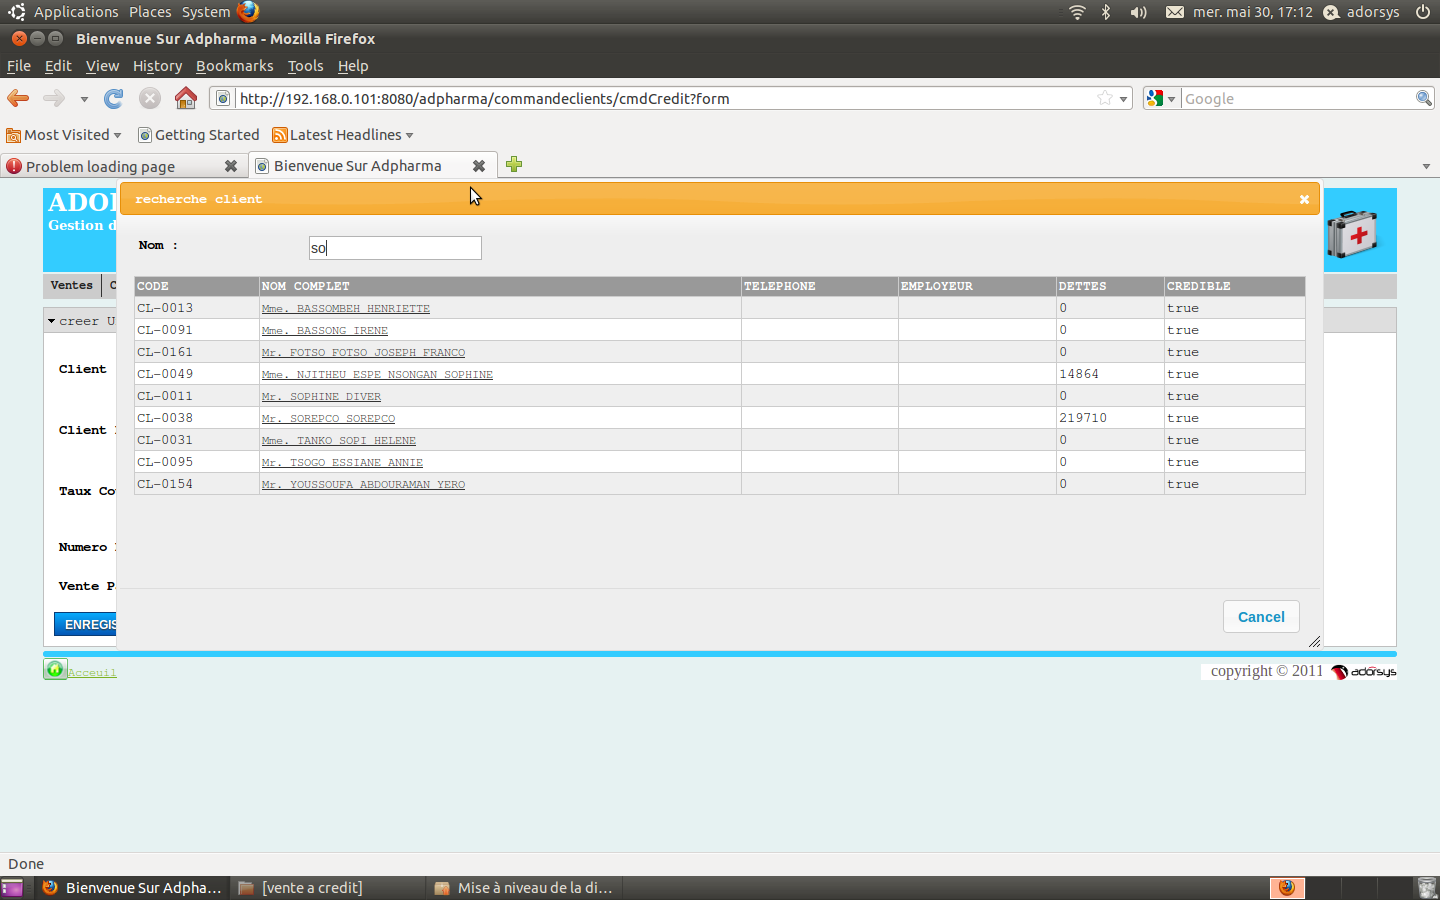 Applications Places System mer. mai 30, 17:12 adorsys
Bienvenue Sur Adpharma - Mozilla Firefox
File Edit View History Bookmarks Tools Help
http://192.168.0.101:8080/adpharma/commandeclients/cmdCredit?form Google
Most Visited Getting Started Latest Headlines
Problem loading page Bienvenue Sur Adpharma
recherche client
Gestion d
Nom : so
Ventes
CODE NOM COMPLET TELEPHONE EMPLOYEUR DETTES CREDIBLE
CL-0013 Mme. BASSOMBEH HENRIETTE 0 true
creer U
CL-0091 Mme. BASSONG IRENE 0 true
CL-0161 Mr. FOTSO FOTSO JOSEPH FRANCO 0 true
Client
CL-0049 Mme. NJITHEU ESPE NSONGAN SOPHINE 14864 true
CL-0011 Mr. SOPHINE DIVER 0 true
CL-0038 Mr. SOREPCO SOREPCO 219710 true
Client
CL-0031 Mme. TANKO SOPI HELENE 0 true
CL-0095 Mr. TSOGO ESSIANE ANNIE 0 true
CL-0154 Mr. YOUSSOUFA ABDOURAMAN YERO 0 true
Taux Co
Numero
Vente P
ENREGIS
Cancel
Acceuil copyright © 2011 adorsys
Done
Bienvenue Sur Adpha... [vente a credit] Mise à niveau de la di...